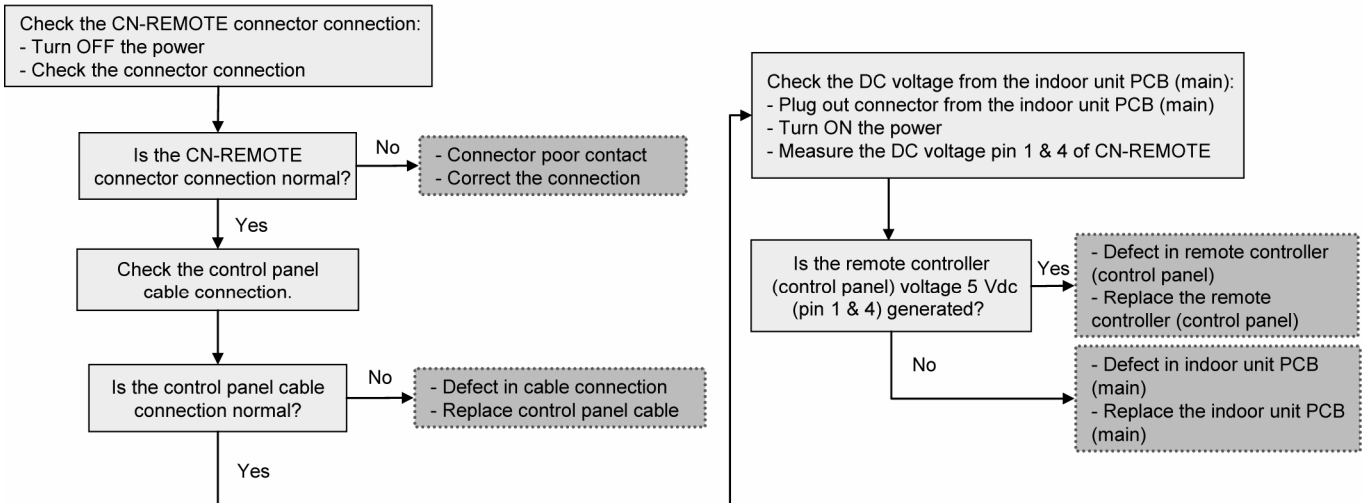 Check the CN-REMOTE connector connection:
- Turn OFF the power
- Check the connector connection
Is the CN-REMOTE
connector connection normal?
No
- Connector poor contact
- Correct the connection
Yes
Check the control panel
cable connection.
Is the control panel cable
connection normal?
No
- Defect in cable connection
- Replace control panel cable
Yes
Check the DC voltage from the indoor unit PCB (main):
- Plug out connector from the indoor unit PCB (main)
- Turn ON the power
- Measure the DC voltage pin 1 & 4 of CN-REMOTE
Is the remote controller
(control panel) voltage 5 Vdc
(pin 1 & 4) generated?
Yes
- Defect in remote controller
(control panel)
- Replace the remote
controller (control panel)
No
- Defect in indoor unit PCB
(main)
- Replace the indoor unit PCB
(main)